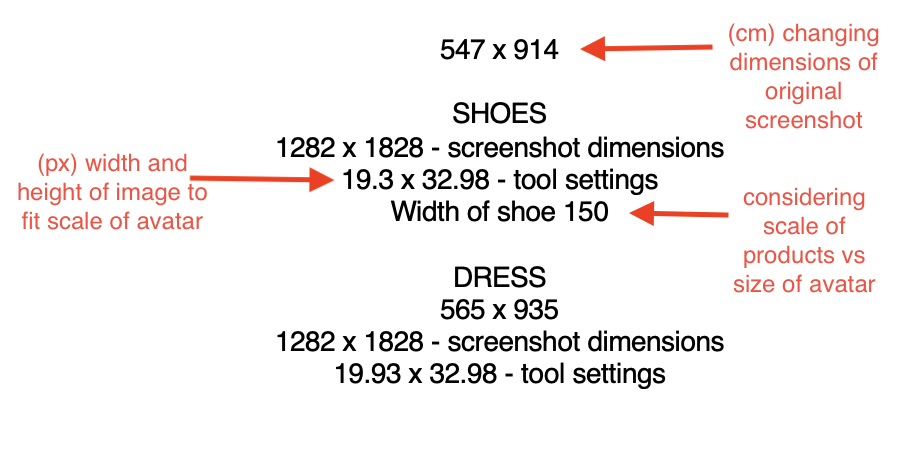 547 x 914
(cm) changing
dimensions of
original
screenshot
SHOES
1282 x 1828 - screenshot dimensions
(px) width and
height of image to
fit scale of avatar
19.3 x 32.98 - tool settings
Width of shoe 150
considering
scale of
products vs
size of avatar
DRESS
565 x 935
1282 x 1828 - screenshot dimensions
19.93 x 32.98 - tool settings